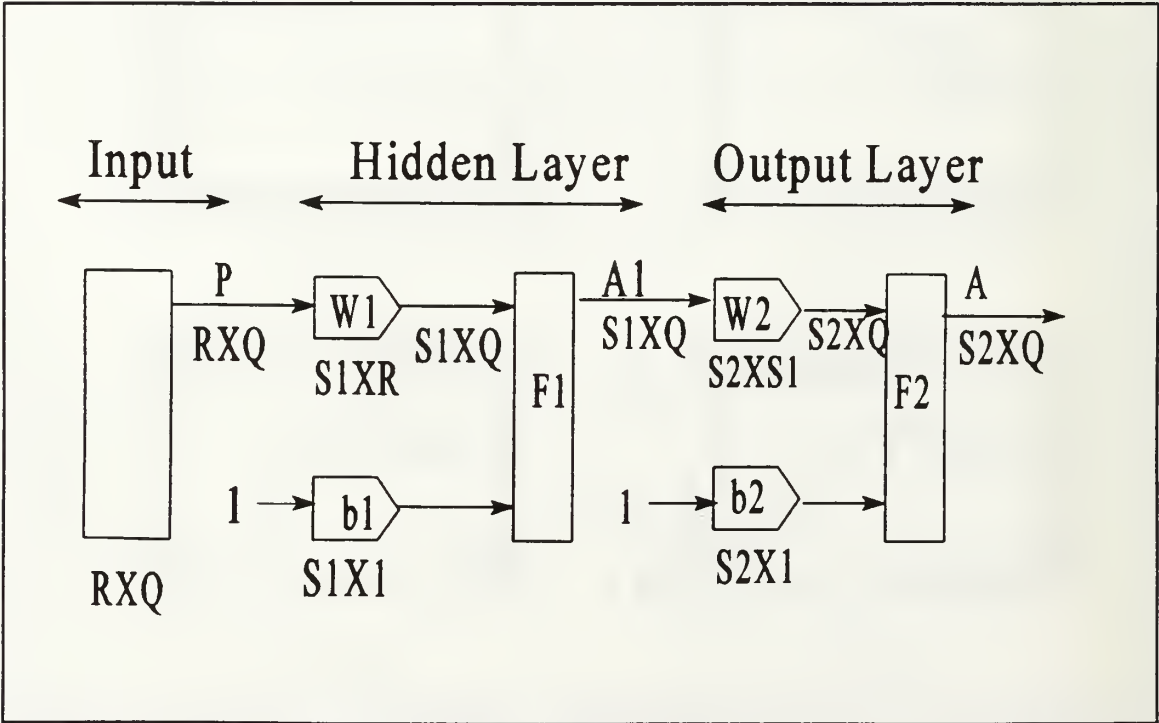 Input
Hidden Layer
Output Layer
P
RXQ
W1
S1XR
S1XQ
F1
A1
S1XQ
W2
S2XS1
S2XQ
F2
A
S2XQ
1
b1
S1X1
1
b2
S2X1
RXQ